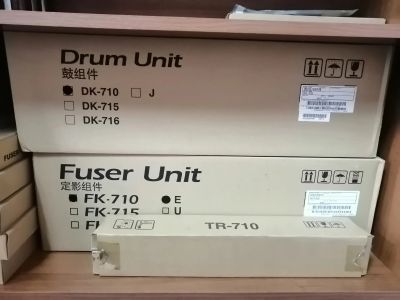 Drum Unit
鼓组件
DK-710 J
DK-715
DK-716
Fuser Unit
定影组件
FK-710 E
FK-715 U
TR-710
FUSER